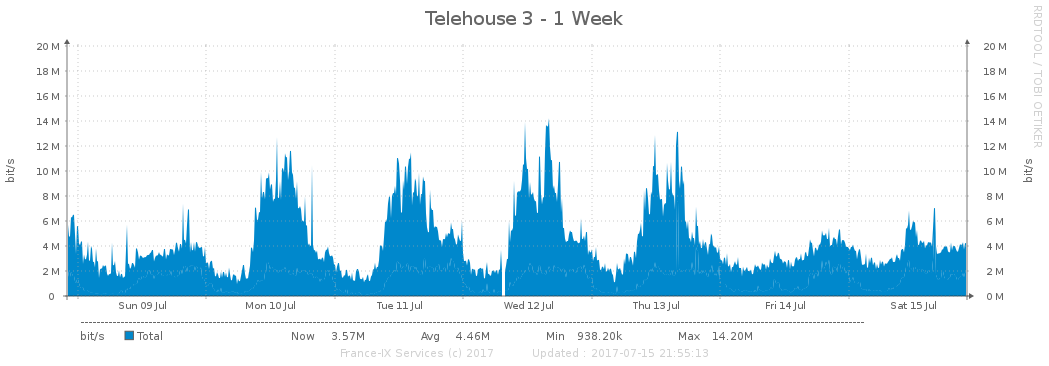 Telehouse 3 - 1 Week
RRDTOOL / TOBI OETIKER
bit/s
20 M 20 M
18 M 18 M
16 M 16 M
14 M 14 M
12 M 12 M
10 M 10 M
8 M 8 M
6 M 6 M
4 M 4 M
2 M 2 M
0 0 M
bit/s
Sun 09 Jul Mon 10 Jul Tue 11 Jul Wed 12 Jul Thu 13 Jul Fri 14 Jul Sat 15 Jul
bit/s Total Now 3.57M Avg 4.46M Min 938.20k Max 14.20M
France-IX Services (c) 2017 Updated : 2017-07-15 21:55:13